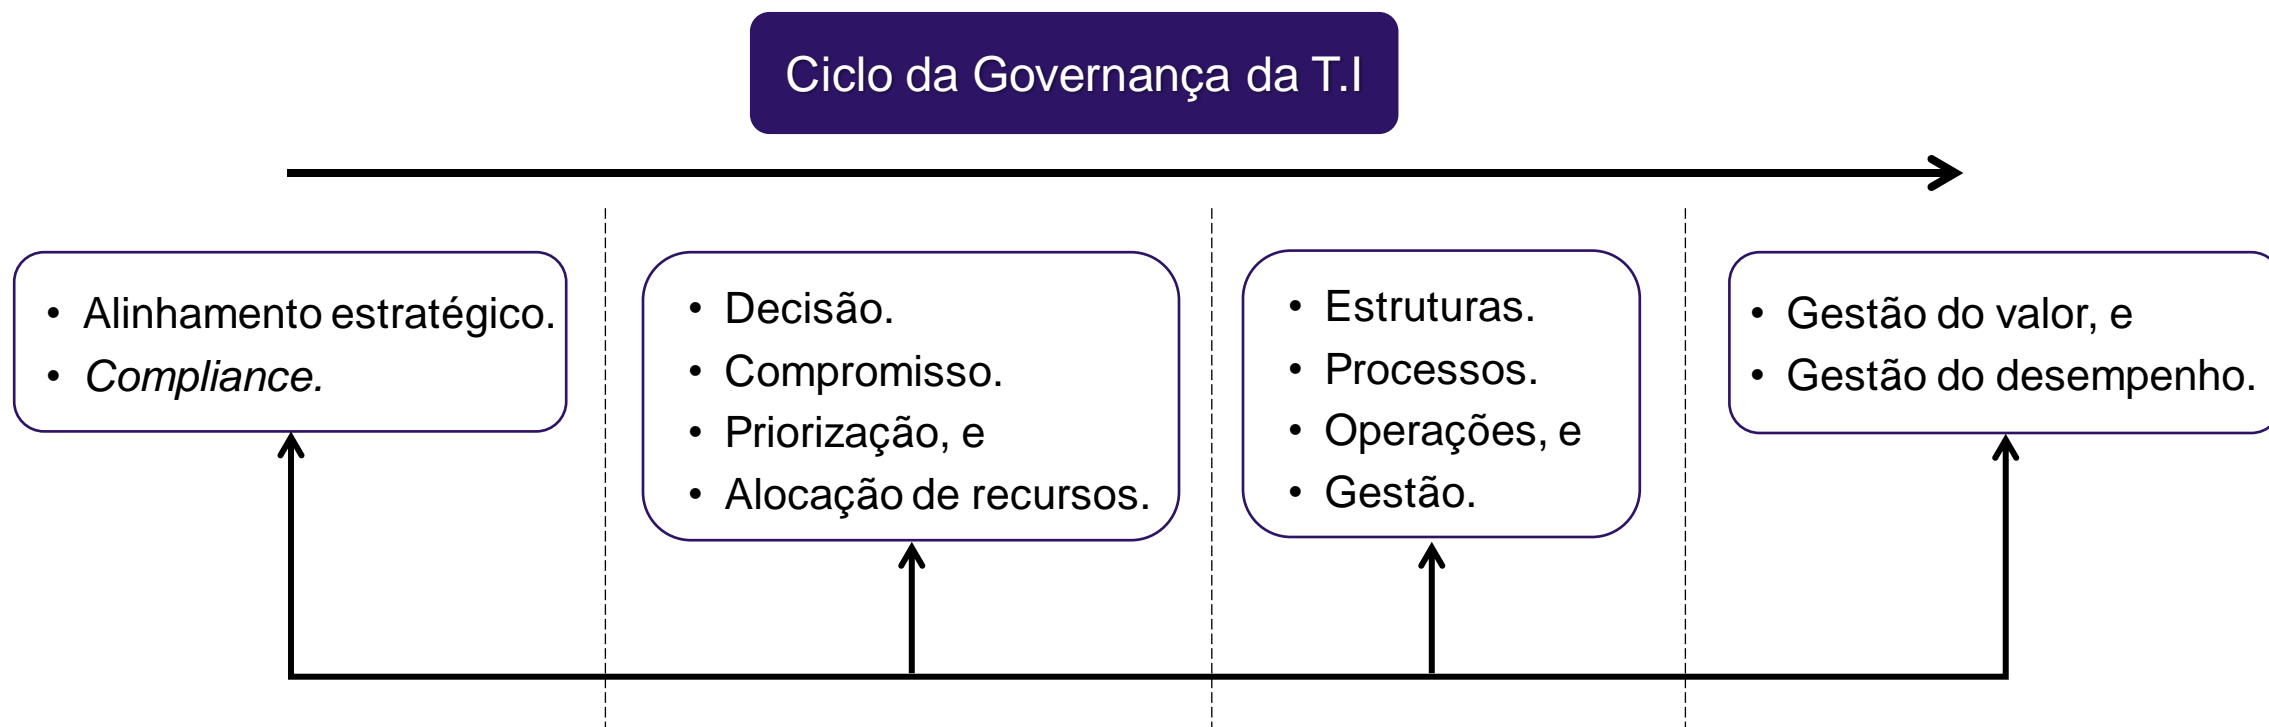 Ciclo da Governança da T.I
• Alinhamento estratégico.
• Compliance.
• Decisão.
• Compromisso.
• Priorização, e
• Alocação de recursos.
• Estruturas.
• Processos.
• Operações, e
• Gestão.
• Gestão do valor, e
• Gestão do desempenho.